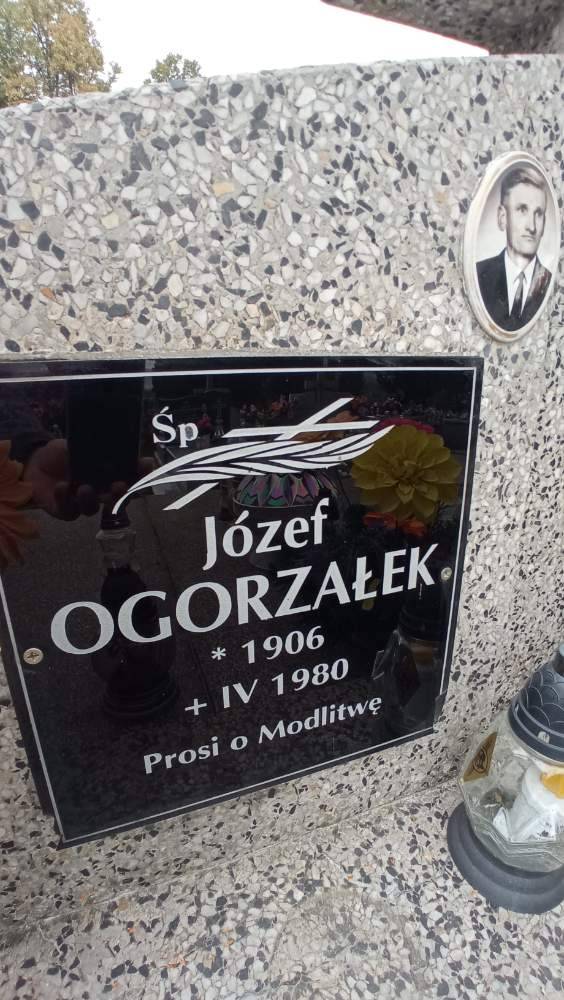 Śp
Józef
OGORZAŁEK
* 1906
+ IV 1980
Prosi o Modlitwę